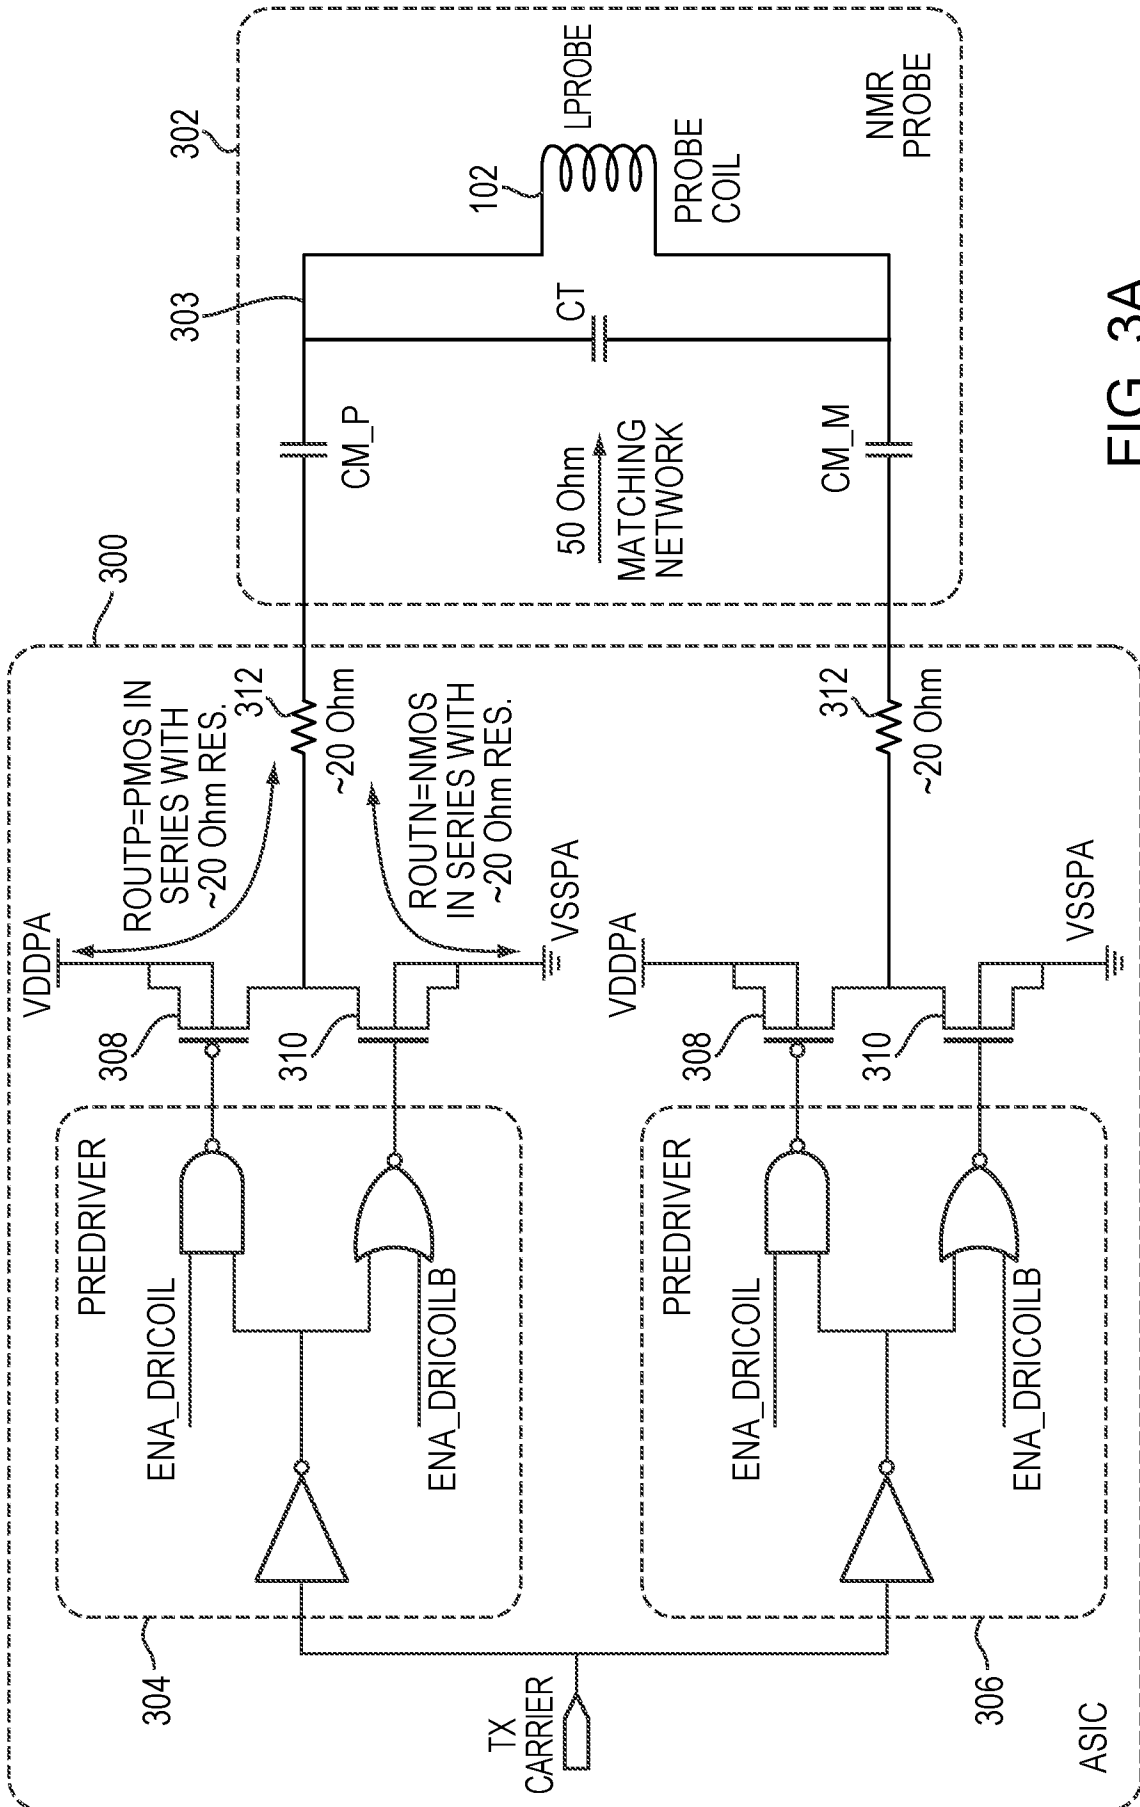 302
LPROBE
102
PROBE
COIL
NMR
PROBE
303
CT
CM_P
50 Ohm
MATCHING
NETWORK
CM_M
FIG. 3A
300
ROUTP=PMOS IN
SERIES WITH
~20 Ohm RES.
312
~20 Ohm
ROUTN=NMOS
IN SERIES WITH
~20 Ohm RES.
312
~20 Ohm
VDDPA
308
310
VSSPA
VDDPA
308
310
VSSPA
PREDRIVER
ENA_DRICOIL
ENA_DRICOILB
304
PREDRIVER
ENA_DRICOIL
ENA_DRICOILB
306
TX
CARRIER
ASIC